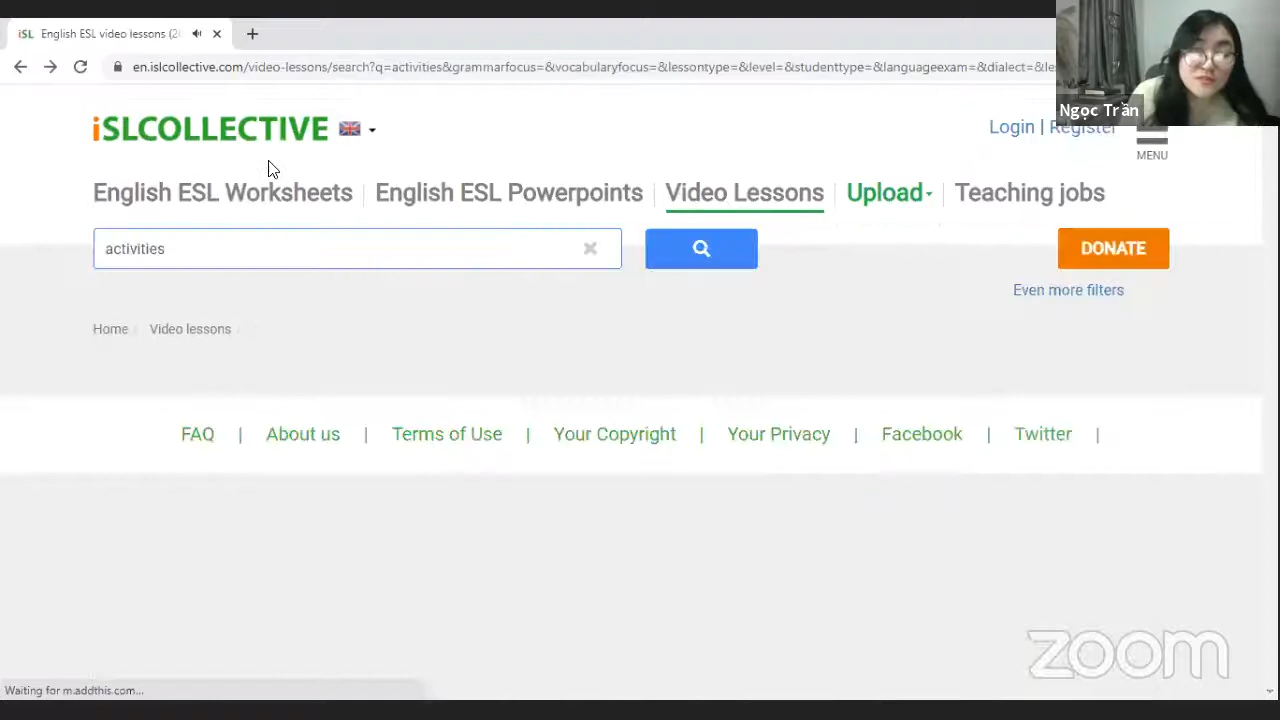 iSL English ESL video lessons (2
en.islcollective.com/video-lessons/search?q=activities&grammarfocus=&vocabularyfocus=&lessontype=&level=&studenttype=&languageexam=&dialect=&les
Ngọc Trần
iSLCOLLECTIVE
Login | Register
MENU
English ESL Worksheets
English ESL Powerpoints
Video Lessons
Upload
Teaching jobs
activities
DONATE
Even more filters
Home Video lessons
FAQ | About us | Terms of Use | Your Copyright | Your Privacy | Facebook | Twitter |
zoom
Waiting for m.addthis.com...